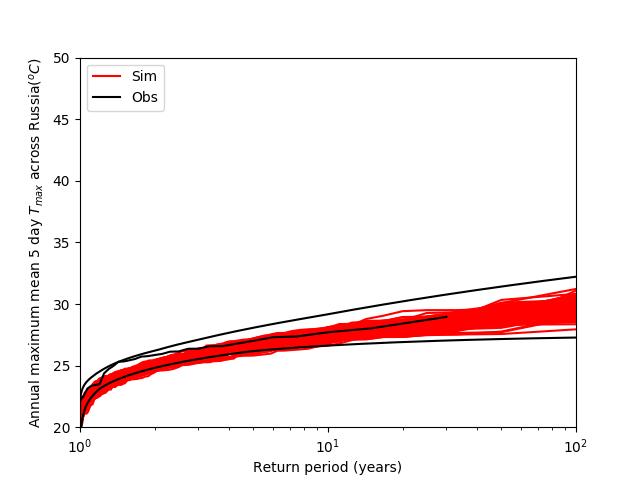 50
45
40
35
30
25
20
Annual maximum mean 5 day $T_{max}$ across Russia($^oC$)
Sim
Obs
$10^0$
$10^1$
$10^2$
Return period (years)